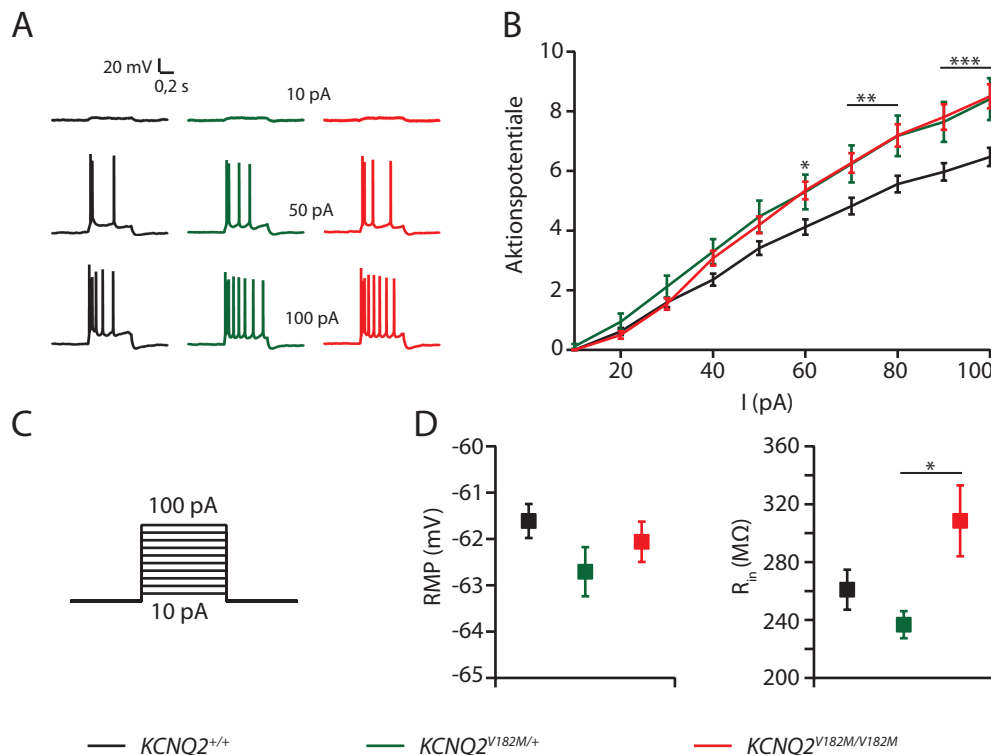 A
20 mV
0,2 s
10 pA
50 pA
100 pA
B
Aktionspotentiale
10
8
6
4
2
0
20
40
60
80
100
I (pA)
*
**
***
C
100 pA
10 pA
D
RMP (mV)
-60
-61
-62
-63
-64
-65
R_in (MΩ)
360
320
280
240
200
*
KCNQ2+/+
KCNQ2V182M/+
KCNQ2V182M/V182M